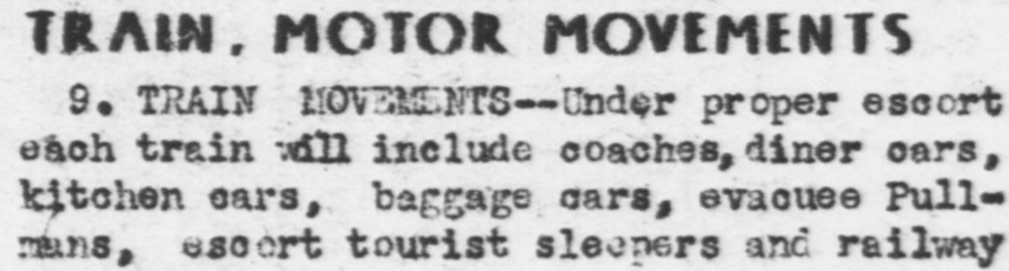 TRAIN, MOTOR MOVEMENTS
9. TRAIN MOVEMENTS--Under proper escort
each train will include coaches, diner cars,
kitchen cars, baggage cars, evacuee Pull-
mans, escort tourist sleepers and railway